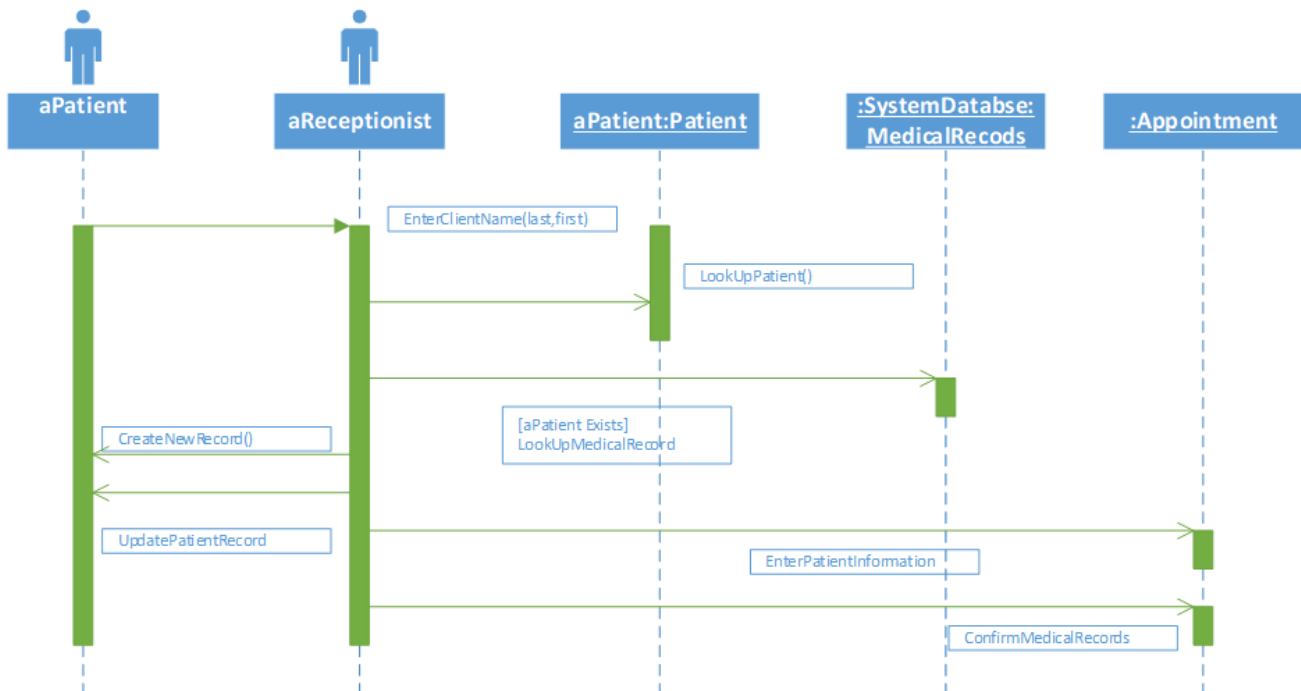 aPatient
aReceptionist
aPatient:Patient
:SystemDatabse:
MedicalRecods
:Appointment
EnterClientName(last,first)
LookUpPatient()
[aPatient Exists]
LookUpMedicalRecord
CreateNewRecord()
UpdatePatientRecord
EnterPatientInformation
ConfirmMedicalRecords